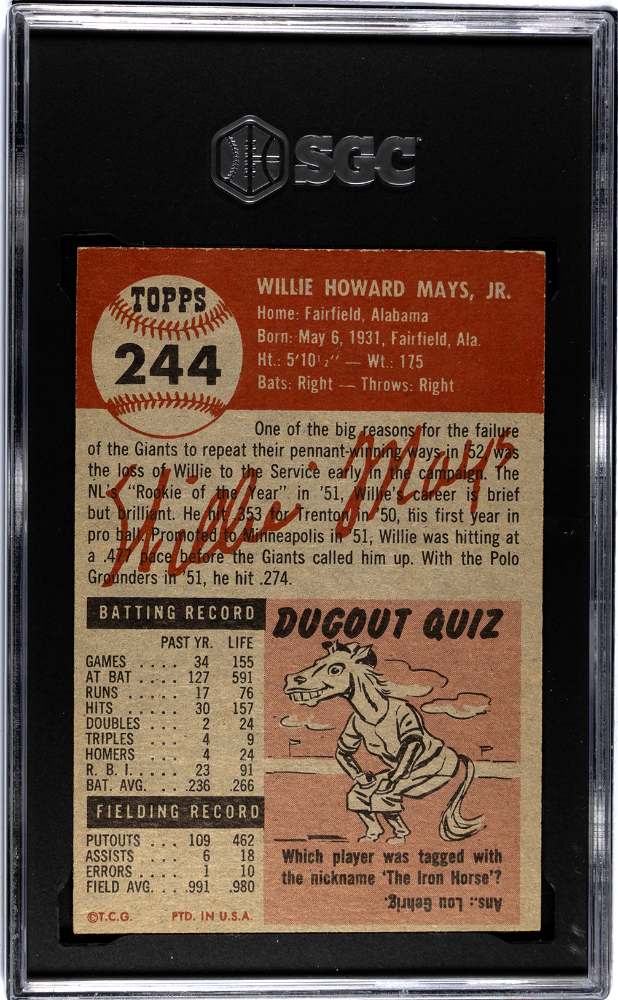 SGC
TOPPS
244
WILLIE HOWARD MAYS, JR.
Home: Fairfield, Alabama
Born: May 6, 1931, Fairfield, Ala.
Ht.: 5'10½" — Wt.: 175
Bats: Right — Throws: Right
One of the big reasons for the failure
of the Giants to repeat their pennant-winning ways in '52 was
the loss of Willie to the Service early in the campaign. The
NL's "Rookie of the Year" in '51, Willie's career is brief
but brilliant. He hit .353 for Trenton in '50, his first year in
pro ball. Promoted to Minneapolis in '51, Willie was hitting at
a .477 pace before the Giants called him up. With the Polo
Grounders in '51, he hit .274.
Willie Mays
BATTING RECORD
PAST YR. LIFE
GAMES .... 34 155
AT BAT .... 127 591
RUNS ..... 17 76
HITS ..... 30 157
DOUBLES .. 2 24
TRIPLES ... 4 9
HOMERS ... 4 24
R. B. I. ..... 23 91
BAT. AVG. .. .236 .266
FIELDING RECORD
PUTOUTS ... 109 462
ASSISTS .... 6 18
ERRORS .... 1 10
FIELD AVG. .. .991 .980
©T.C.G. PTD. IN U.S.A.
DUGOUT QUIZ
Which player was tagged with
the nickname 'The Iron Horse'?
Ans.: Lou Gehrig.